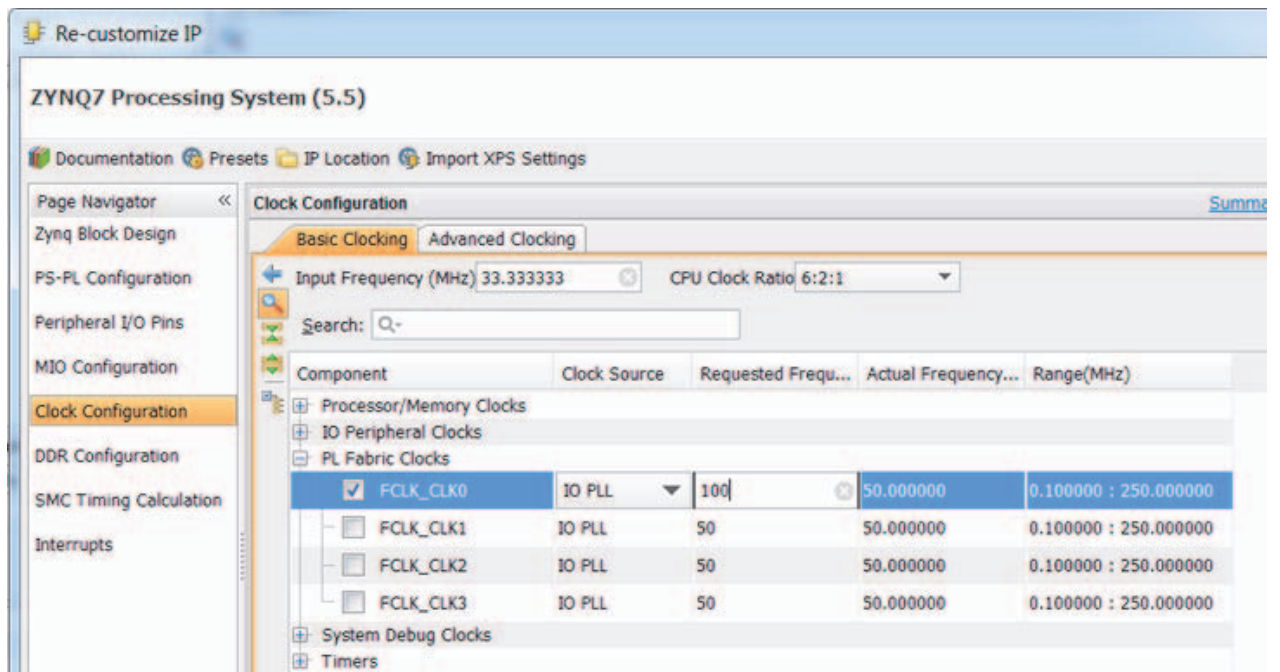 Re-customize IP
ZYNQ7 Processing System (5.5)
Documentation Presets IP Location Import XPS Settings
Page Navigator «
Zynq Block Design
PS-PL Configuration
Peripheral I/O Pins
MIO Configuration
Clock Configuration
DDR Configuration
SMC Timing Calculation
Interrupts
Clock Configuration Summa
Basic Clocking Advanced Clocking
Input Frequency (MHz) 33.333333 CPU Clock Ratio 6:2:1
Search:
Component Clock Source Requested Frequ... Actual Frequency... Range(MHz)
Processor/Memory Clocks
IO Peripheral Clocks
PL Fabric Clocks
FCLK_CLK0 IO PLL 100 50.000000 0.100000 : 250.000000
FCLK_CLK1 IO PLL 50 50.000000 0.100000 : 250.000000
FCLK_CLK2 IO PLL 50 50.000000 0.100000 : 250.000000
FCLK_CLK3 IO PLL 50 50.000000 0.100000 : 250.000000
System Debug Clocks
Timers